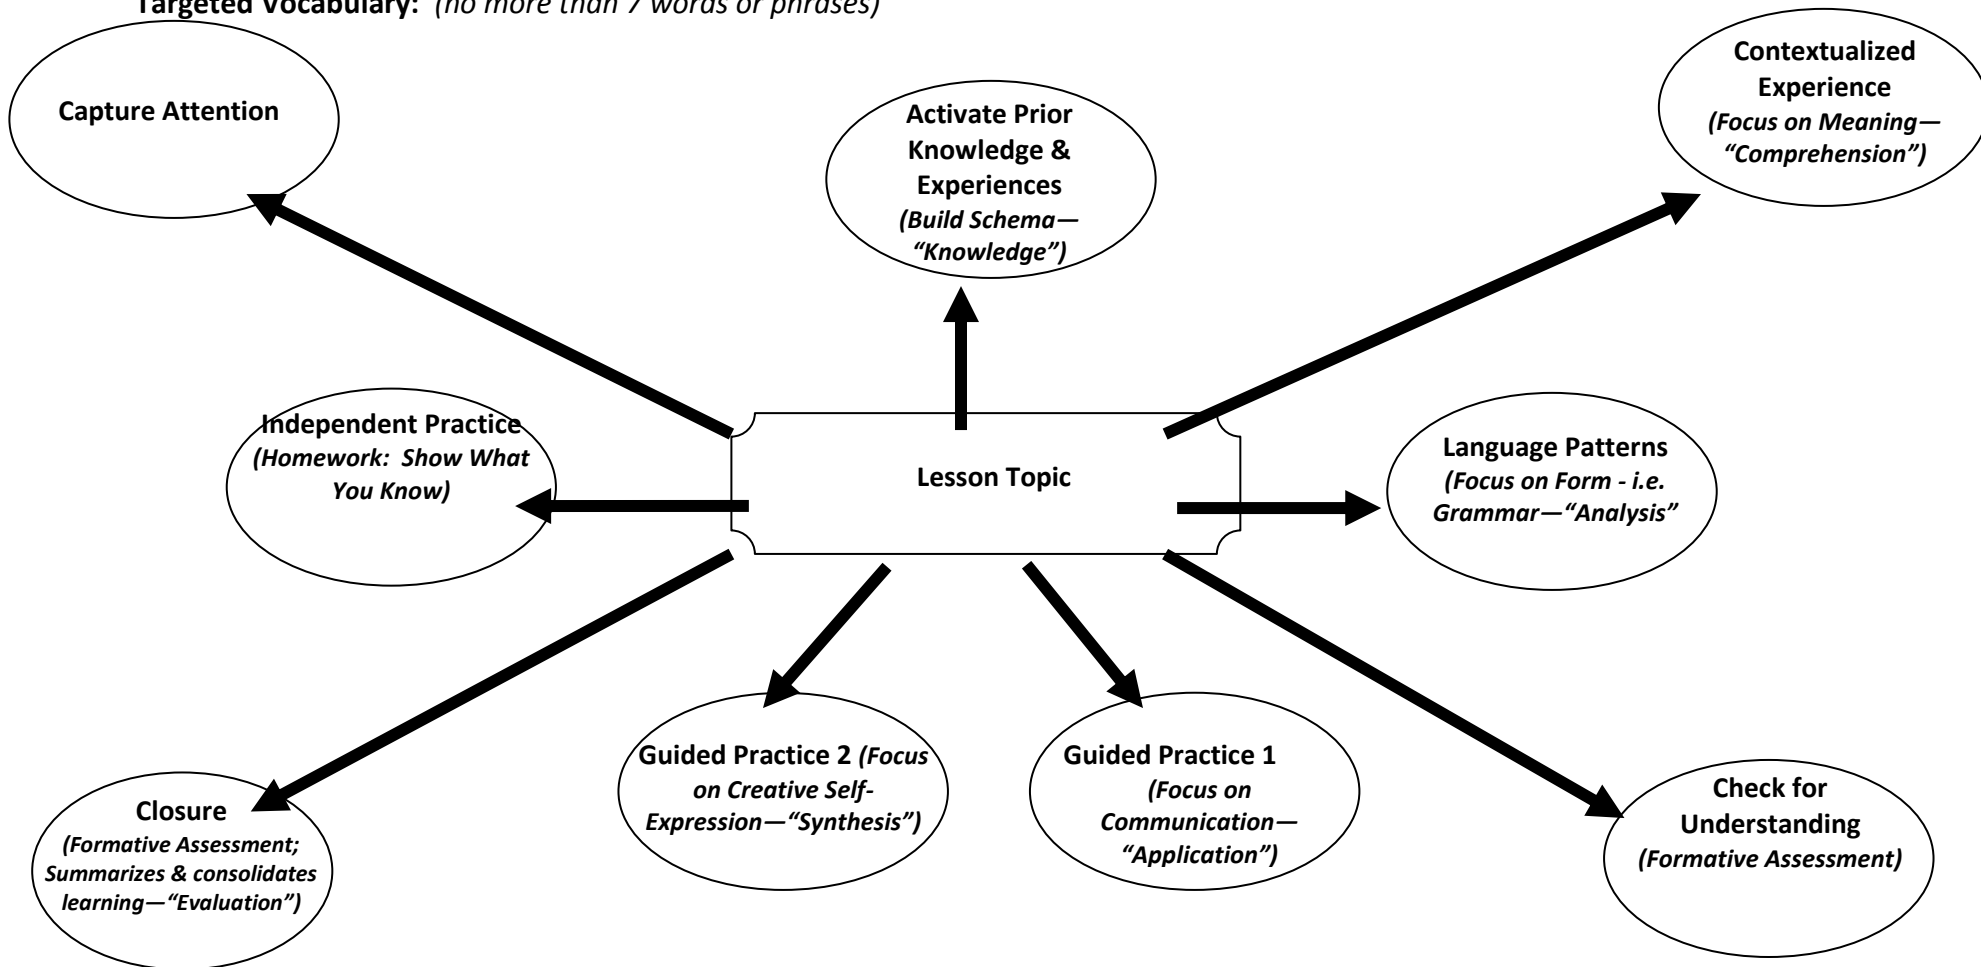 Targeted Vocabulary: (no more than 7 words or phrases)
Capture Attention
Activate Prior
Knowledge &
Experiences
(Build Schema—
“Knowledge”)
Contextualized
Experience
(Focus on Meaning—
“Comprehension”)
Independent Practice
(Homework: Show What
You Know)
Lesson Topic
Language Patterns
(Focus on Form - i.e.
Grammar—“Analysis”
Closure
(Formative Assessment;
Summarizes & consolidates
learning—“Evaluation”)
Guided Practice 2 (Focus
on Creative Self-
Expression—“Synthesis”)
Guided Practice 1
(Focus on
Communication—
“Application”)
Check for
Understanding
(Formative Assessment)